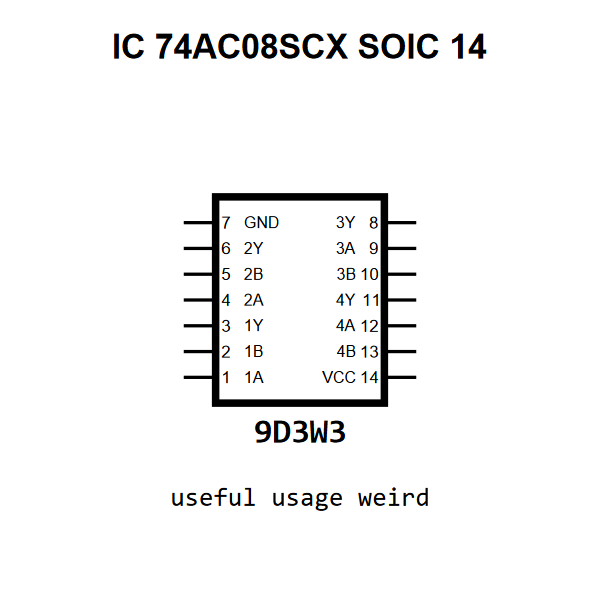 IC 74AC08SCX SOIC 14
7 GND 3Y 8
6 2Y 3A 9
5 2B 3B 10
4 2A 4Y 11
3 1Y 4A 12
2 1B 4B 13
1 1A VCC 14
9D3W3
useful usage weird